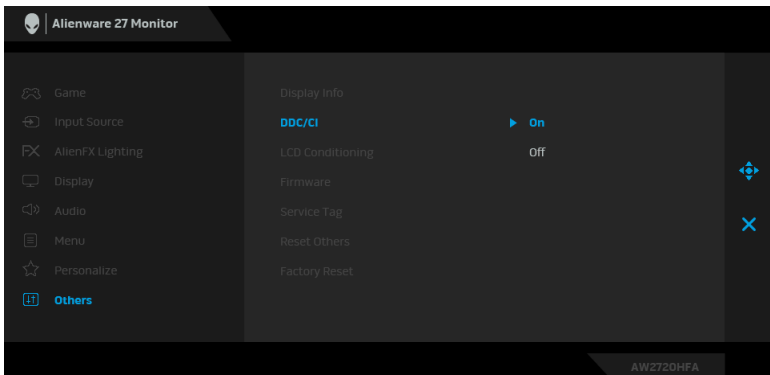 Alienware 27 Monitor
Game
Display Info
Input Source
DDC/CI
On
AlienFX Lighting
LCD Conditioning
Off
Display
Firmware
Audio
Service Tag
Menu
Reset Others
Personalize
Factory Reset
Others
AW2720HFA